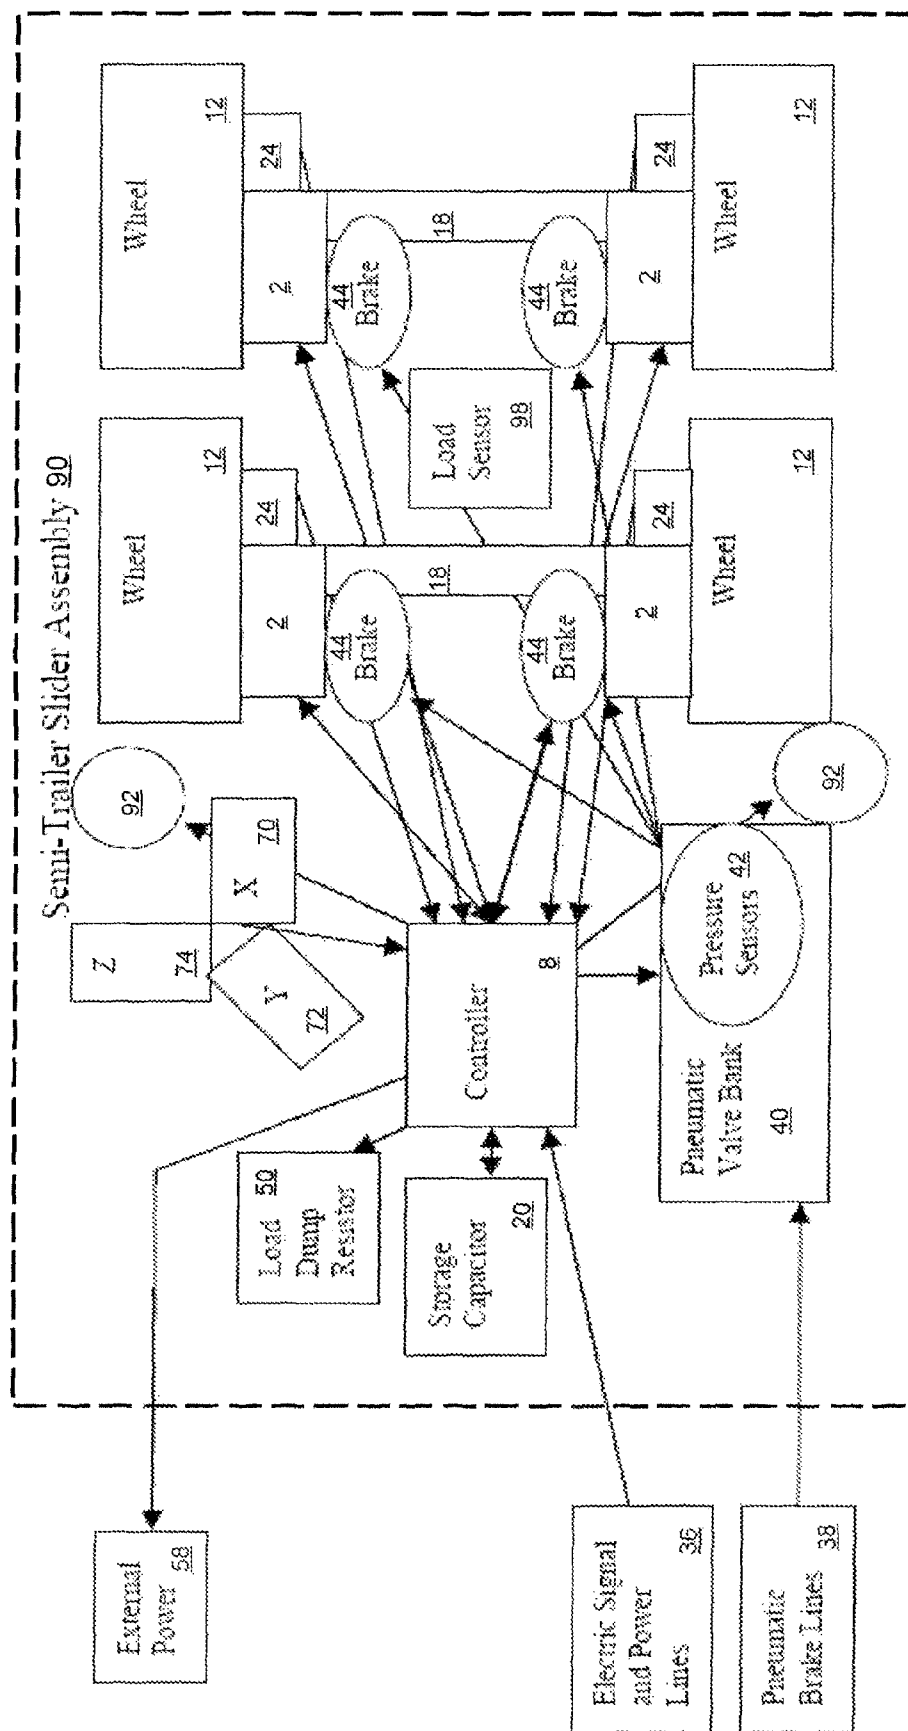 Semi-Trailer Slider Assembly 90
Wheel
12
24
2
44
Brake
18
44
Brake
2
24
12
Wheel
Load
Sensor
98
Wheel
12
24
2
44
Brake
18
44
Brake
2
24
12
Wheel
92
Z
74
X
70
Y
72
Controller
8
Load 50
Dump
Resistor
Storage
Capacitor
20
Pneumatic
Valve Bank
40
Pressure
Sensors 42
92
External
Power 58
Electric Signal
and Power
Lines
36
Pneumatic
Brake Lines
38